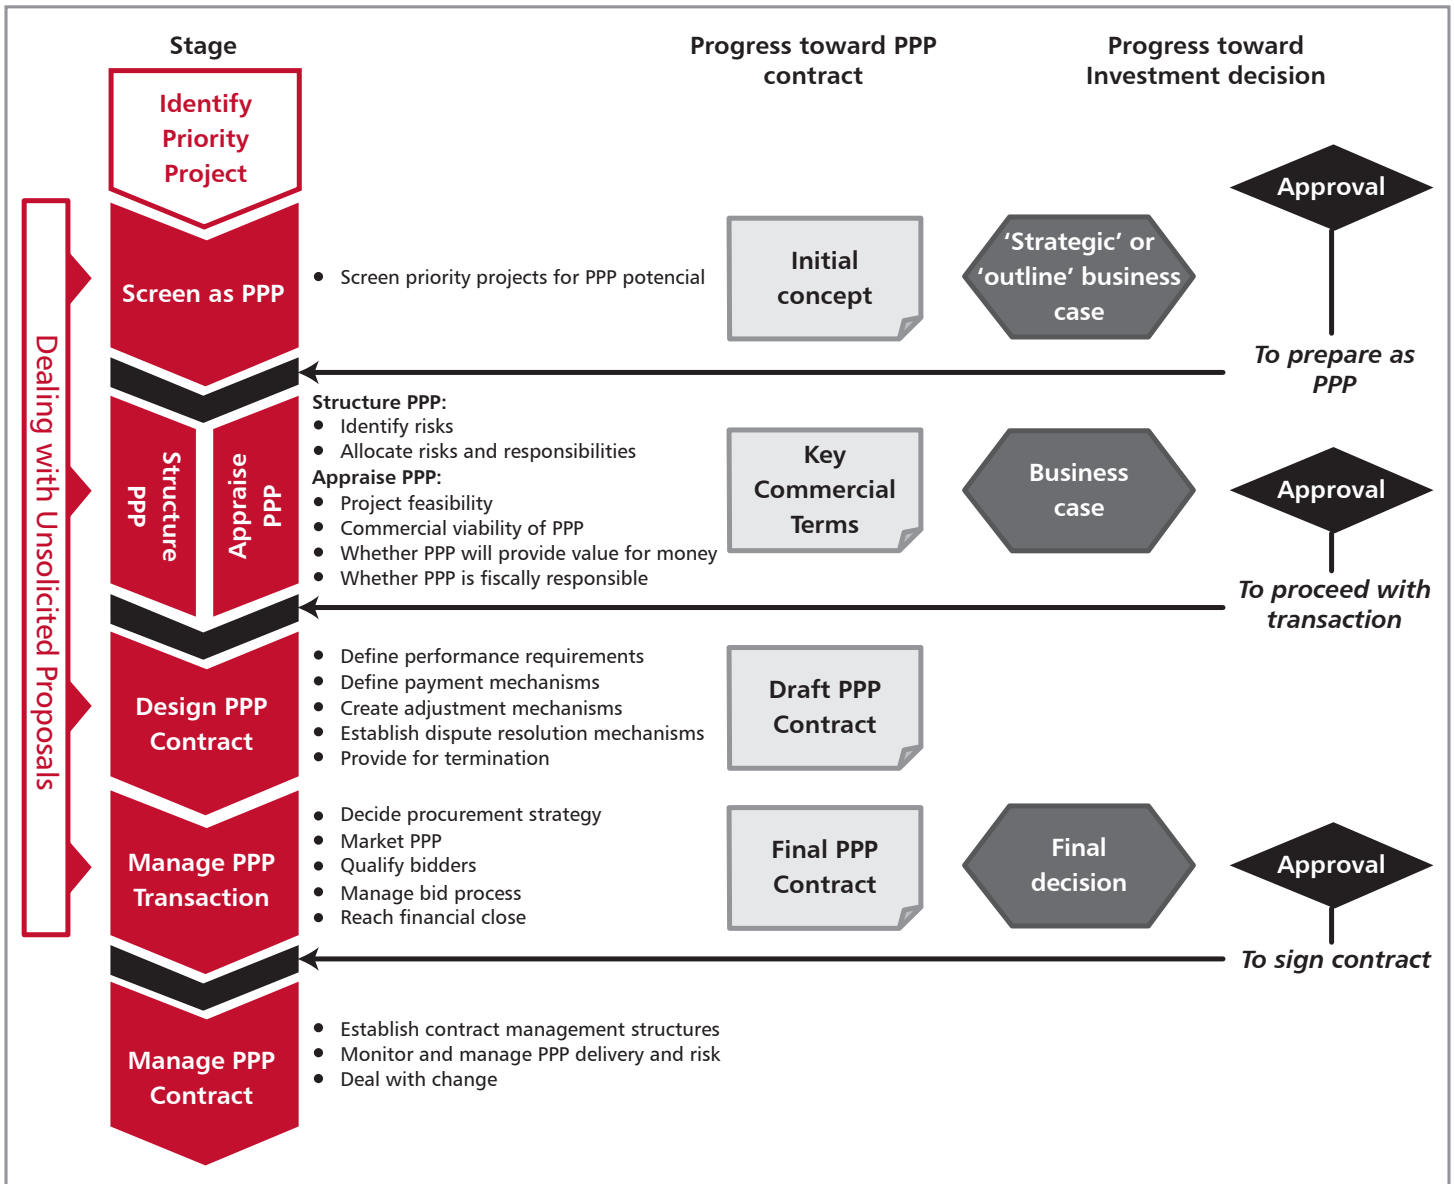 Stage
Progress toward PPP
contract
Progress toward
Investment decision
Identify
Priority
Project
Approval
To prepare as
PPP
Dealing with Unsolicited Proposals
Screen as PPP
• Screen priority projects for PPP potencial
Initial
concept
‘Strategic’ or
‘outline’ business
case
Structure
PPP
Appraise
PPP
Structure PPP:
• Identify risks
• Allocate risks and responsibilities
Appraise PPP:
• Project feasibility
• Commercial viability of PPP
• Whether PPP will provide value for money
• Whether PPP is fiscally responsible
Key
Commercial
Terms
Business
case
Approval
To proceed with
transaction
Design PPP
Contract
• Define performance requirements
• Define payment mechanisms
• Create adjustment mechanisms
• Establish dispute resolution mechanisms
• Provide for termination
Draft PPP
Contract
Manage PPP
Transaction
• Decide procurement strategy
• Market PPP
• Qualify bidders
• Manage bid process
• Reach financial close
Final PPP
Contract
Final
decision
Approval
To sign contract
Manage PPP
Contract
• Establish contract management structures
• Monitor and manage PPP delivery and risk
• Deal with change